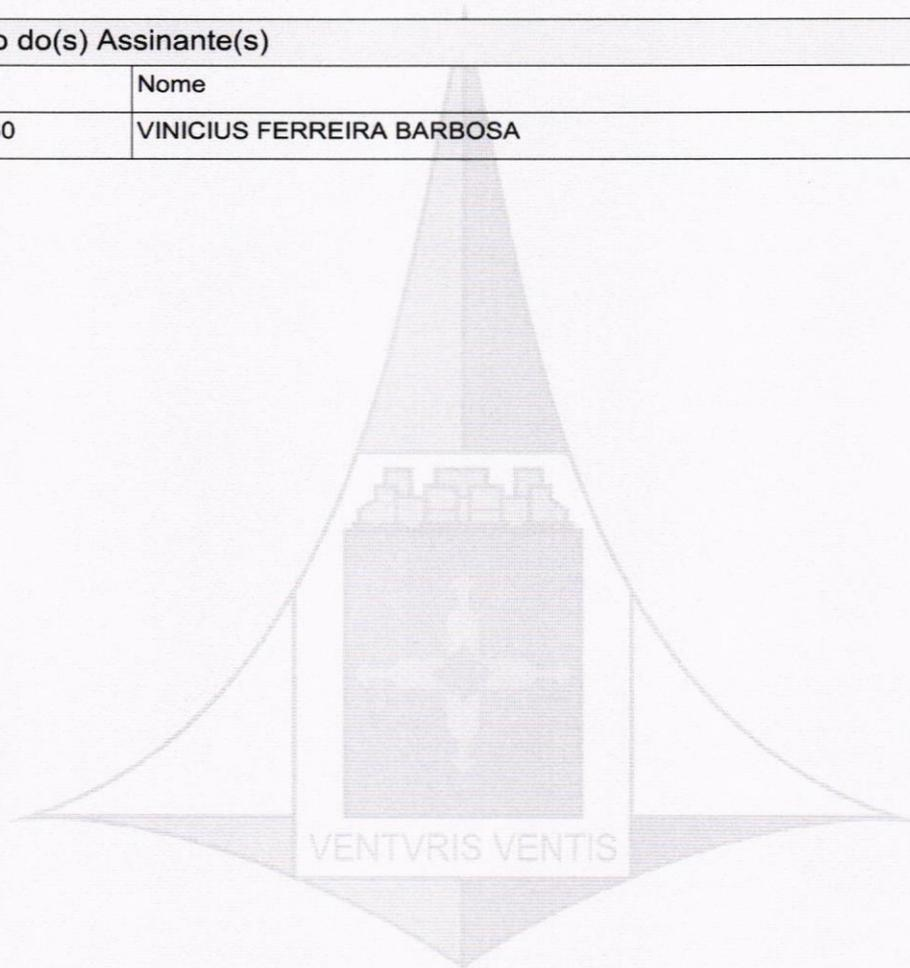 o do(s) Assinante(s)
Nome
0 VINICIUS FERREIRA BARBOSA
VENTVRIS VENTIS